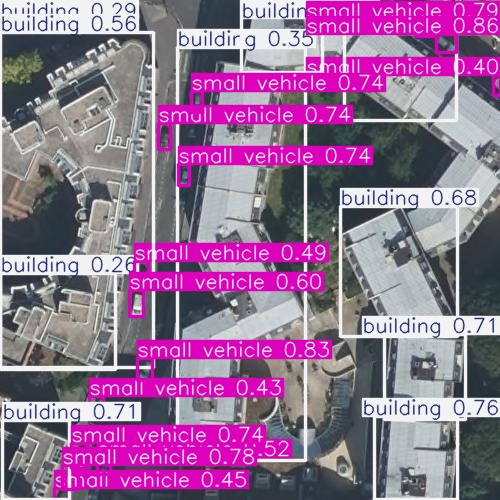 building 0.29
buildin
small vehicle 0.79
building 0.56
small vehicle 0.86
building 0.35
small vehicle 0.40
small vehicle 0.74
small vehicle 0.74
small vehicle 0.74
building 0.68
small vehicle 0.49
building 0.26
small vehicle 0.60
building 0.71
small vehicle 0.83
small vehicle 0.43
building 0.71
building 0.76
small vehicle 0.74
.52
small vehicle 0.78
small vehicle 0.45